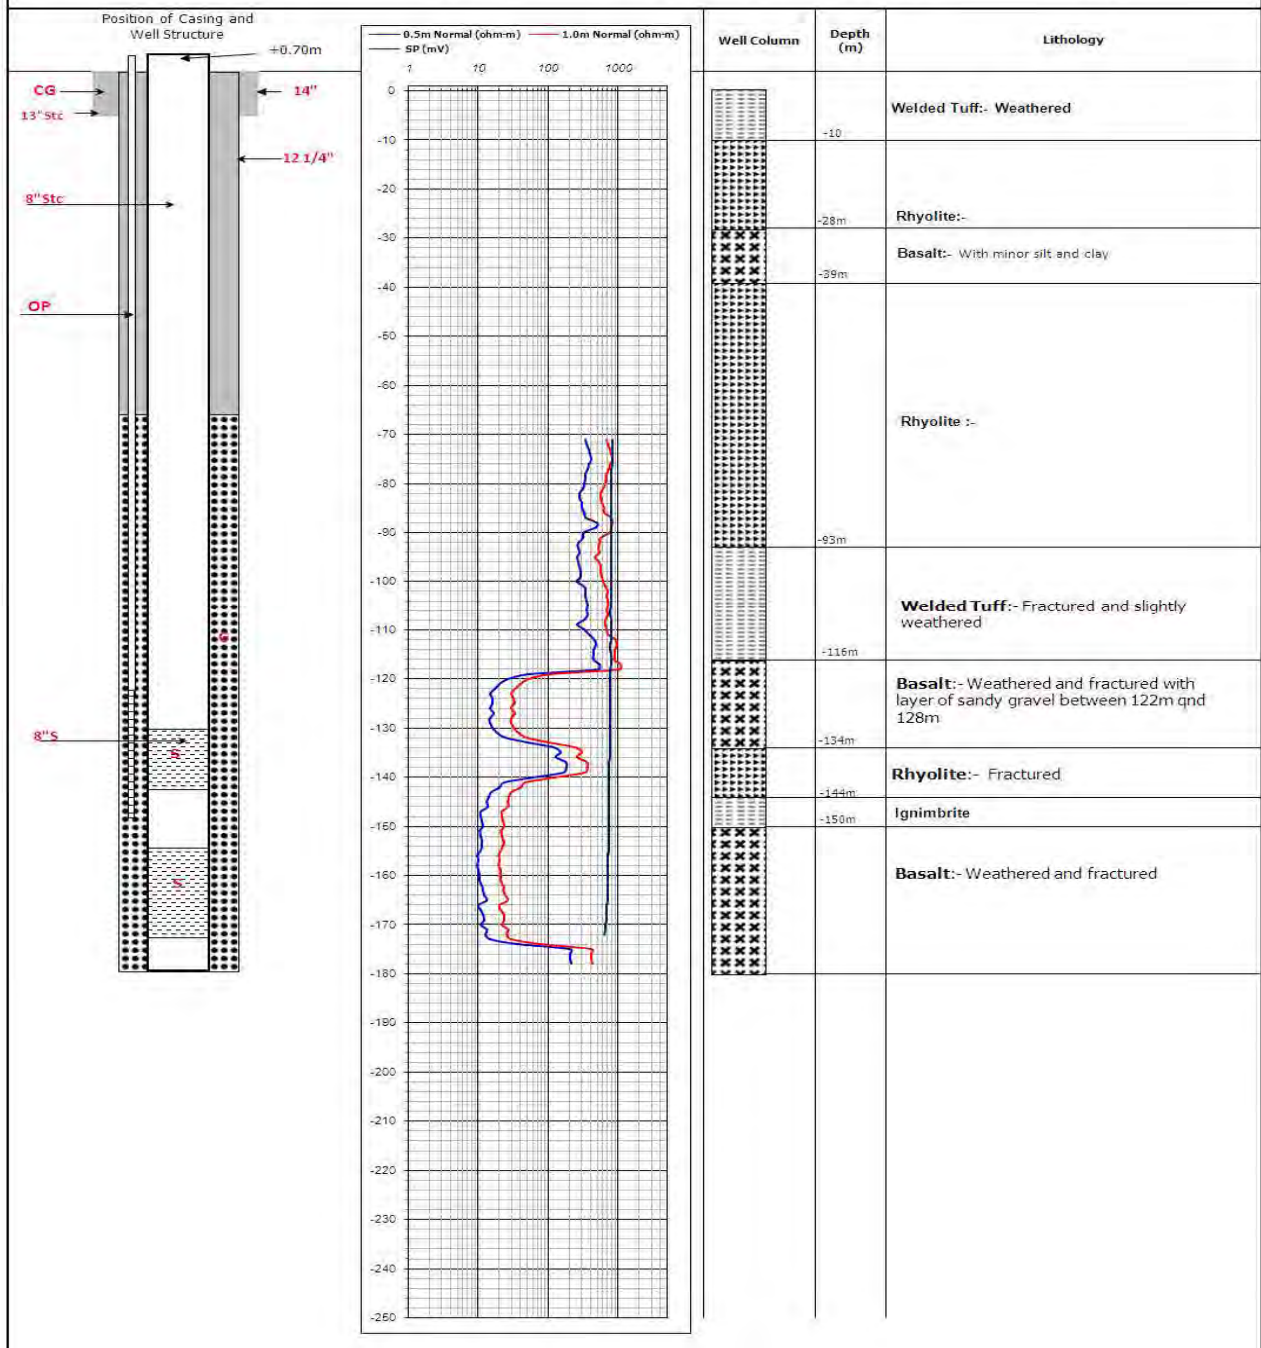 Position of Casing and
Well Structure
+0.70m
CG
14"
13"Stc
12 1/4"
8"Stc
OP
G
8"S
S
S
0.5m Normal (ohm-m)
1.0m Normal (ohm-m)
SP (mV)
1 10 100 1000
0
-10
-20
-30
-40
-50
-60
-70
-80
-90
-100
-110
-120
-130
-140
-150
-160
-170
-180
-190
-200
-210
-220
-230
-240
-250
Well Column
Depth
(m)
Lithology
Welded Tuff:- Weathered
-10
Rhyolite:-
-28m
Basalt:- With minor silt and clay
-39m
Rhyolite :-
-93m
Welded Tuff:- Fractured and slightly
weathered
-116m
Basalt:- Weathered and fractured with
layer of sandy gravel between 122m qnd
128m
-134m
Rhyolite:- Fractured
-144m
Ignimbrite
-150m
Basalt:- Weathered and fractured